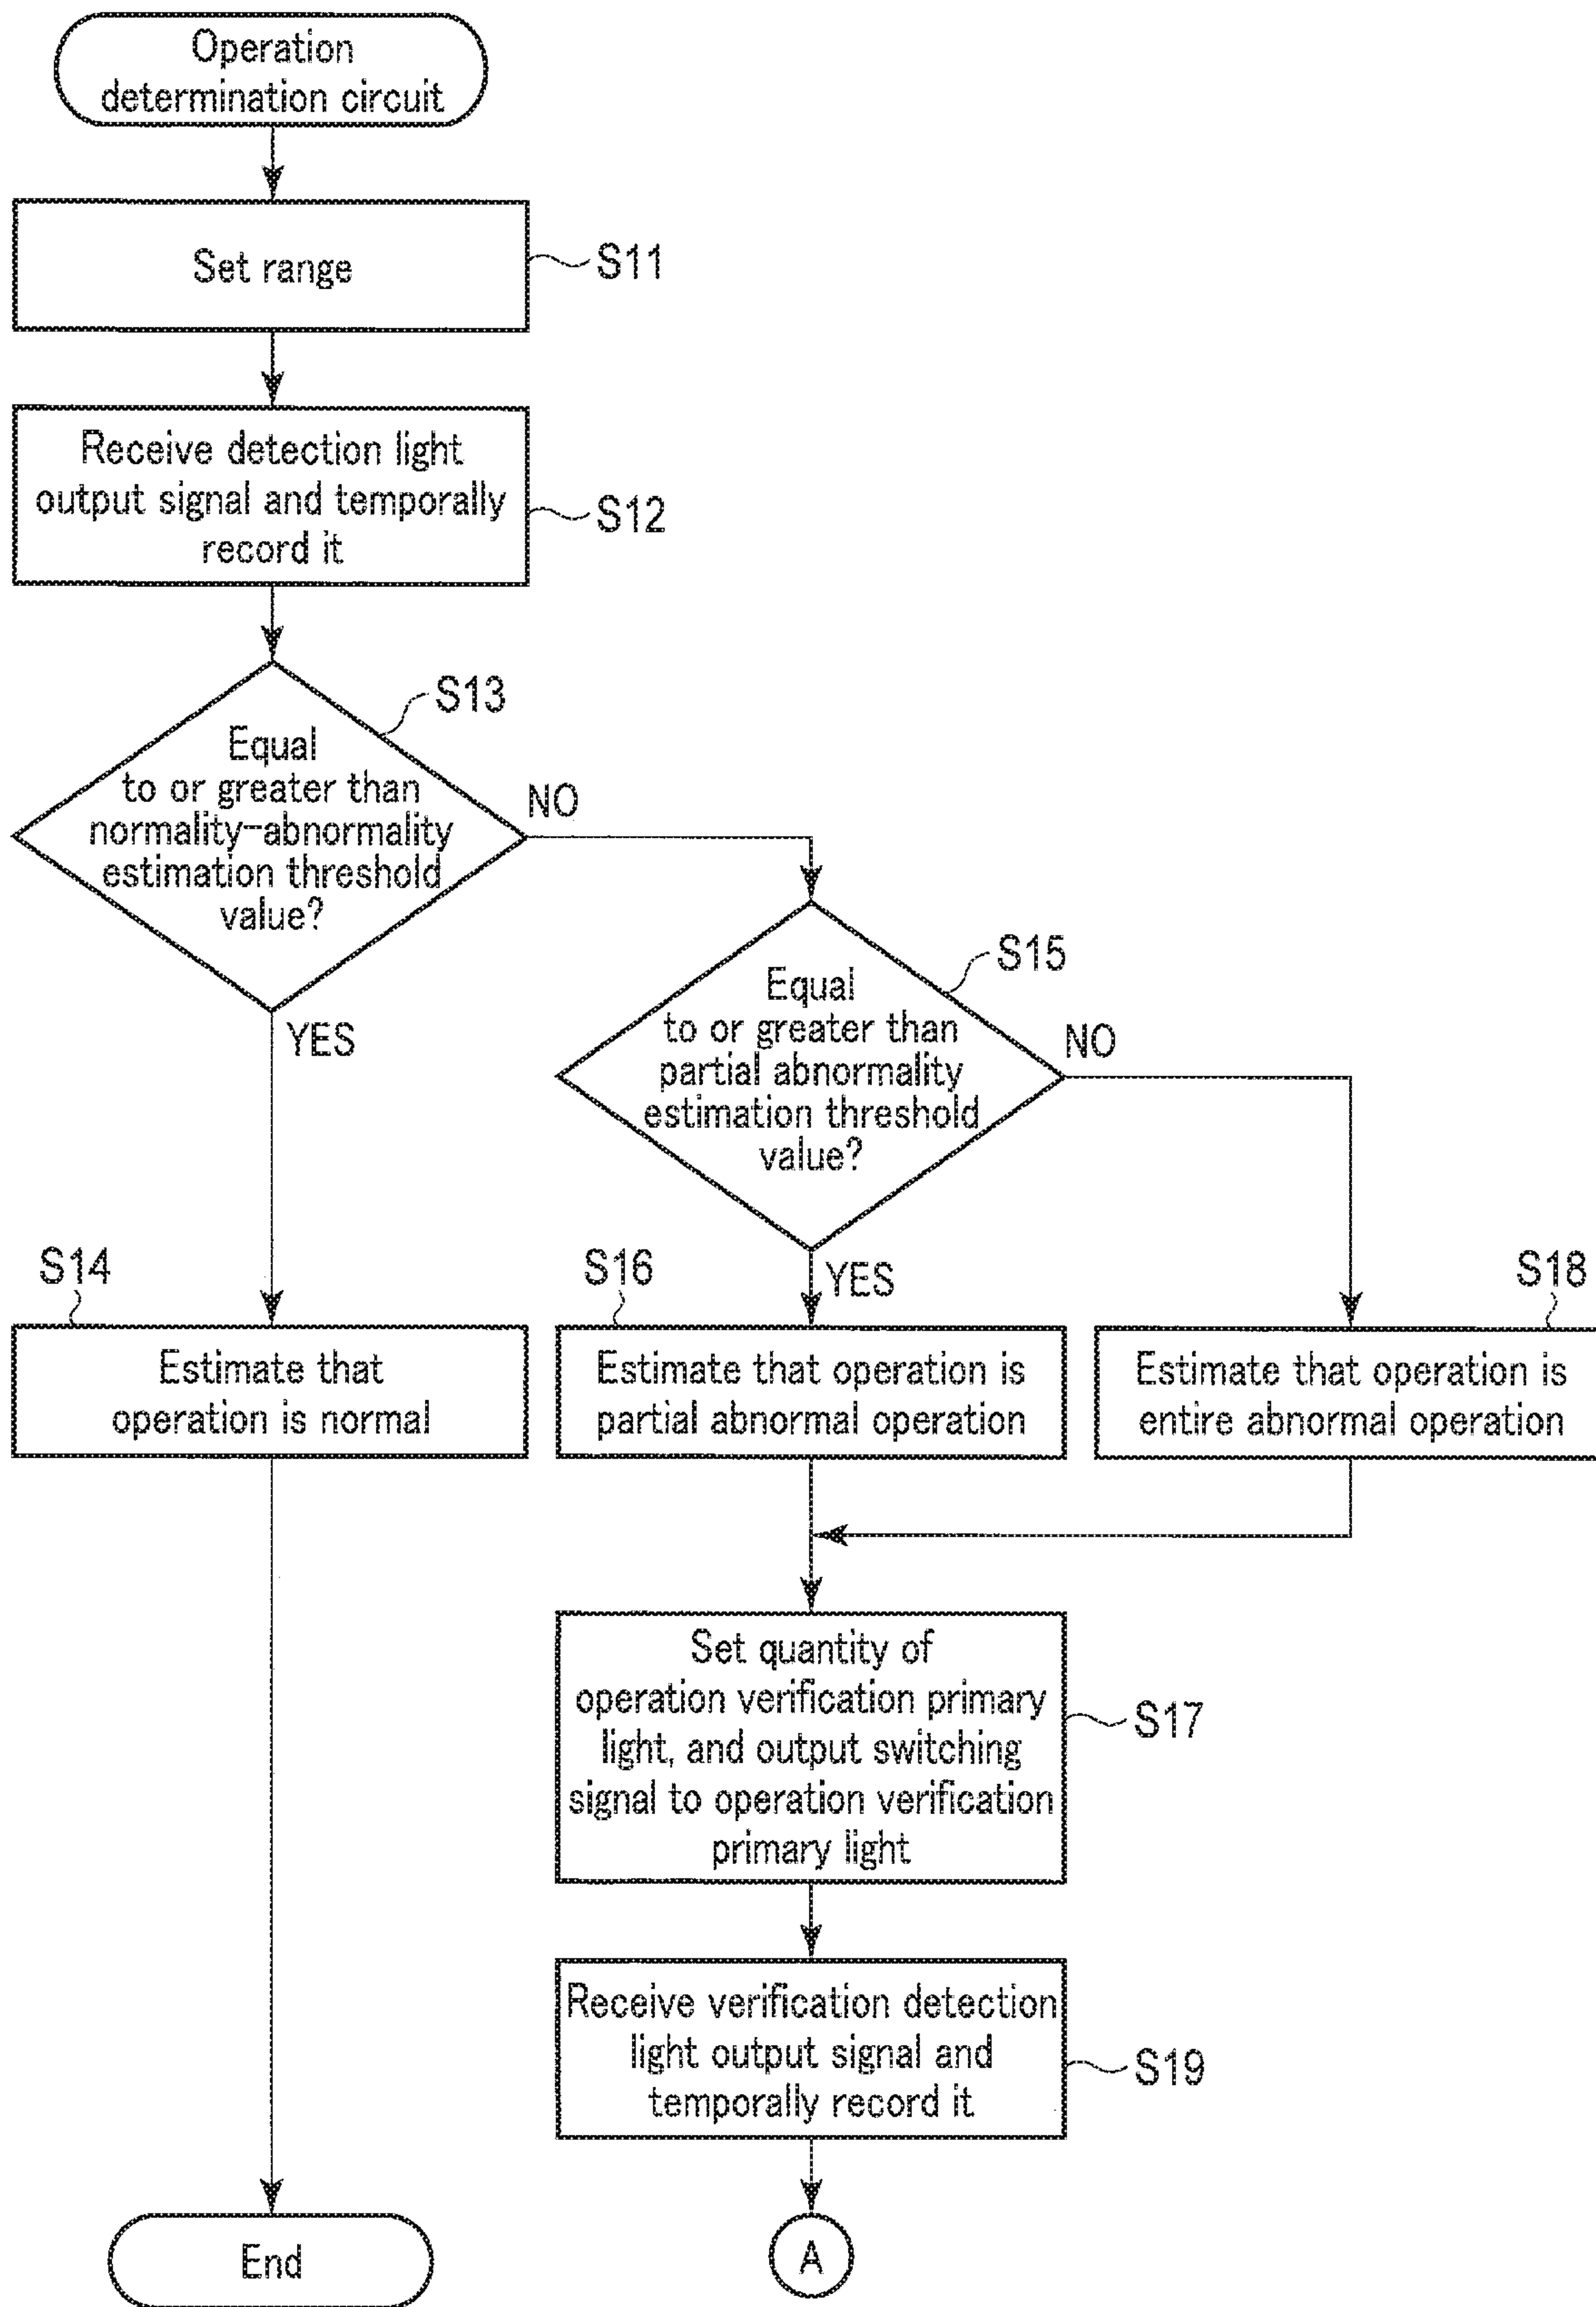 Operation
determination circuit
Set range
S11
Receive detection light
output signal and temporally
record it
S12
S13
Equal
to or greater than
normality-abnormality
estimation threshold
value?
NO
YES
S15
Equal
to or greater than
partial abnormality
estimation threshold
value?
NO
YES
S14
Estimate that
operation is normal
S16
Estimate that operation is
partial abnormal operation
S18
Estimate that operation is
entire abnormal operation
Set quantity of
operation verification primary
light, and output switching
signal to operation verification
primary light
S17
Receive verification detection
light output signal and
temporally record it
S19
End
A